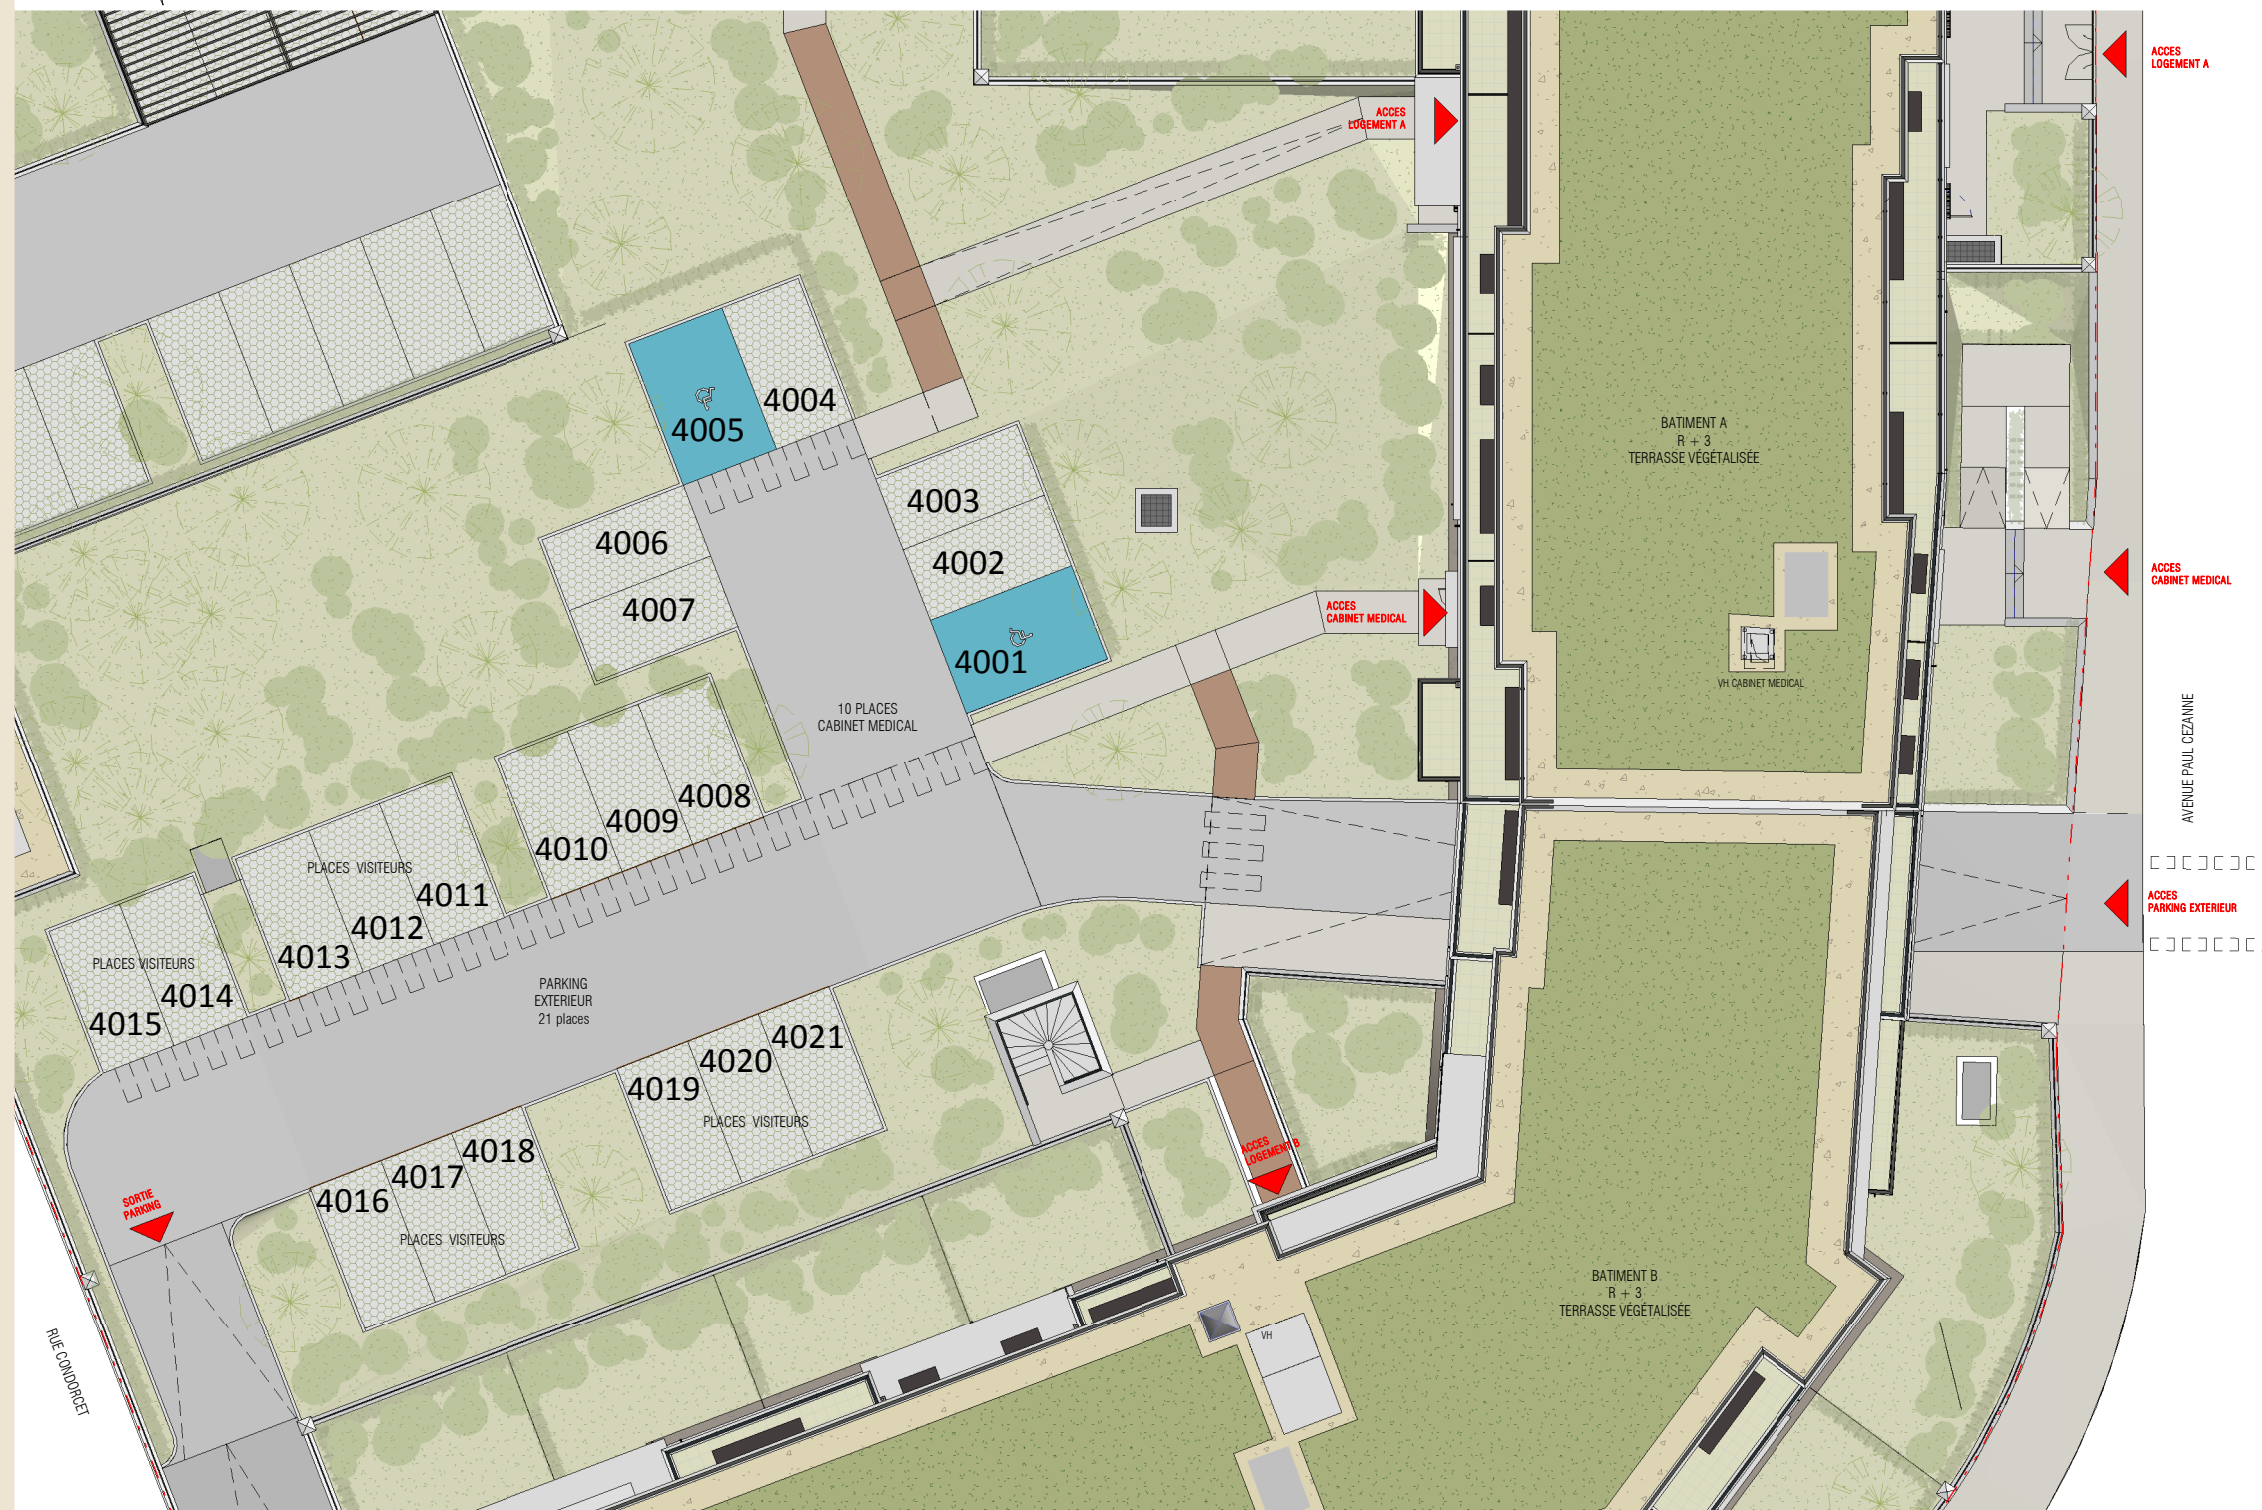 ACCES
LOGEMENT A
ACCES
LOGEMENT A
4004
4005
BATIMENT A
R + 3
TERRASSE VÉGÉTALISÉE
4003
4006
4002
ACCES
CABINET MEDICAL
4007
ACCES
CABINET MEDICAL
4001
VH CABINET MEDICAL
10 PLACES
CABINET MEDICAL
AVENUE PAUL CEZANNE
4008
4009
4010
PLACES VISITEURS
4011
4012
4013
ACCES
PARKING EXTERIEUR
PLACES VISITEURS
4014
4015
PARKING
EXTERIEUR
21 places
4021
4020
4019
PLACES VISITEURS
4018
4017
4016
PLACES VISITEURS
ACCES
LOGEMENT B
SORTIE
PARKING
BATIMENT B
R + 3
TERRASSE VÉGÉTALISÉE
VH
RUE CONDORCET